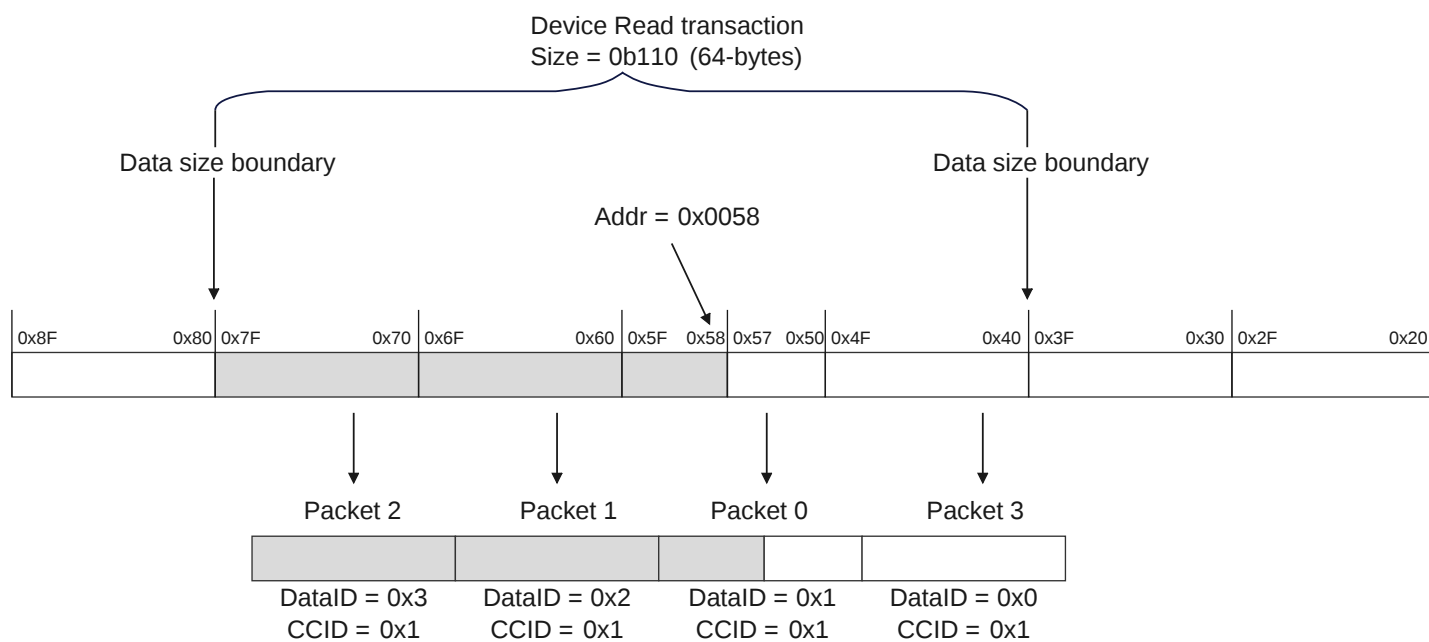 Device Read transaction
Size = 0b110 (64-bytes)
Data size boundary
Data size boundary
Addr = 0x0058
0x8F 0x80 0x7F 0x70 0x6F 0x60 0x5F 0x58 0x57 0x50 0x4F 0x40 0x3F 0x30 0x2F 0x20
Packet 2 Packet 1 Packet 0 Packet 3
DataID = 0x3 DataID = 0x2 DataID = 0x1 DataID = 0x0
CCID = 0x1 CCID = 0x1 CCID = 0x1 CCID = 0x1